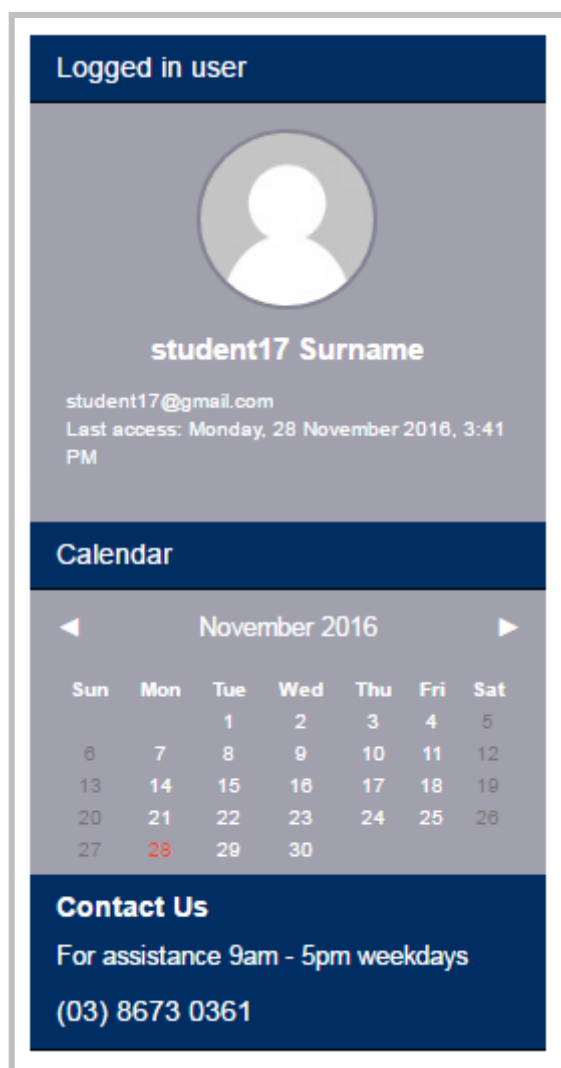 Logged in user
student17 Surname
student17@gmail.com
Last access: Monday, 28 November 2016, 3:41
PM
Calendar
◄ November 2016 ►
Sun Mon Tue Wed Thu Fri Sat
1 2 3 4 5
6 7 8 9 10 11 12
13 14 15 16 17 18 19
20 21 22 23 24 25 26
27 28 29 30
Contact Us
For assistance 9am - 5pm weekdays
(03) 8673 0361